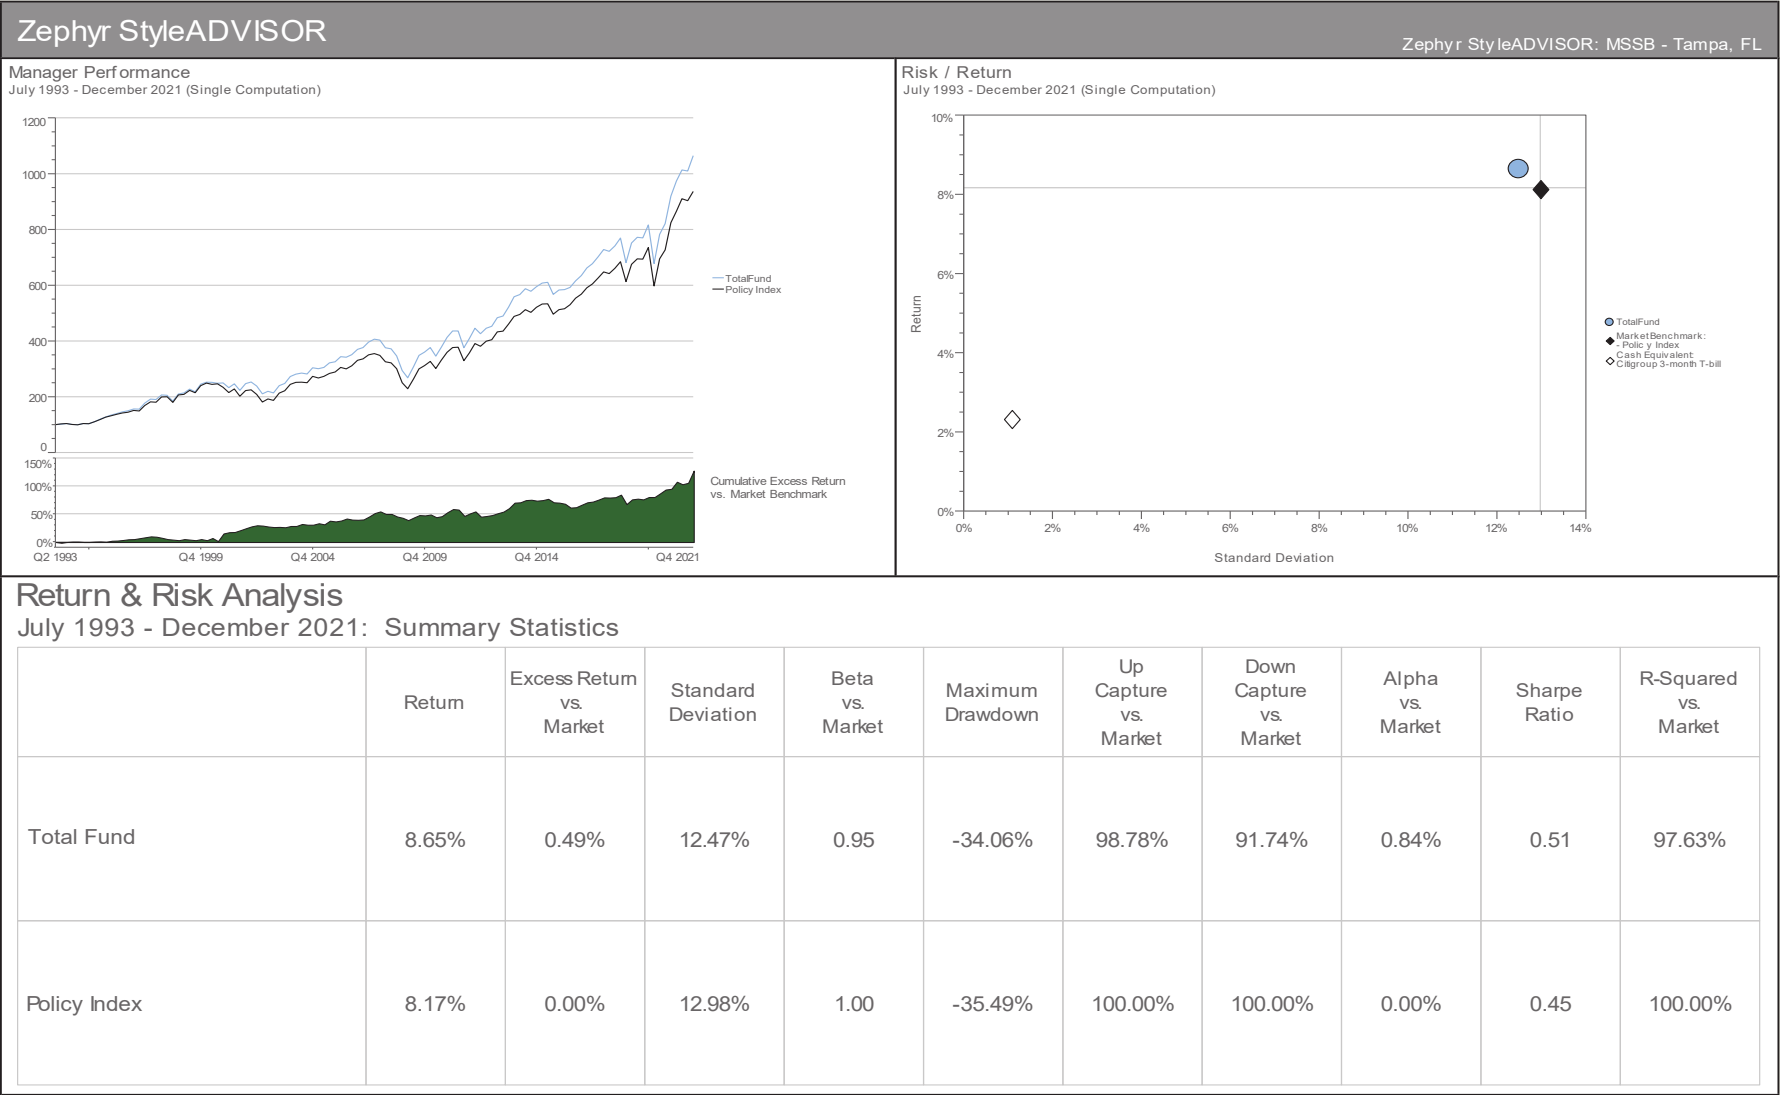 Zephyr StyleADVISOR
Zephyr StyleADVISOR: MSSB - Tampa, FL
Manager Performance
July 1993 - December 2021 (Single Computation)
1200
1000
800
600
400
200
0
TotalFund
Policy Index
150%
100%
50%
0%
Cumulative Excess Return
vs. Market Benchmark
Q2 1993
Q4 1999
Q4 2004
Q4 2009
Q4 2014
Q4 2021
Risk / Return
July 1993 - December 2021 (Single Computation)
Return
10%
8%
6%
4%
2%
0%
0%
2%
4%
6%
8%
10%
12%
14%
Standard Deviation
TotalFund
MarketBenchmark:
- Policy Index
Cash Equivalent:
Citigroup 3-month T-bill
Return & Risk Analysis
July 1993 - December 2021: Summary Statistics
Return
Excess Return
vs.
Market
Standard
Deviation
Beta
vs.
Market
Maximum
Drawdown
Up
Capture
vs.
Market
Down
Capture
vs.
Market
Alpha
vs.
Market
Sharpe
Ratio
R-Squared
vs.
Market
Total Fund 8.65% 0.49% 12.47% 0.95 -34.06% 98.78% 91.74% 0.84% 0.51 97.63%
Policy Index 8.17% 0.00% 12.98% 1.00 -35.49% 100.00% 100.00% 0.00% 0.45 100.00%